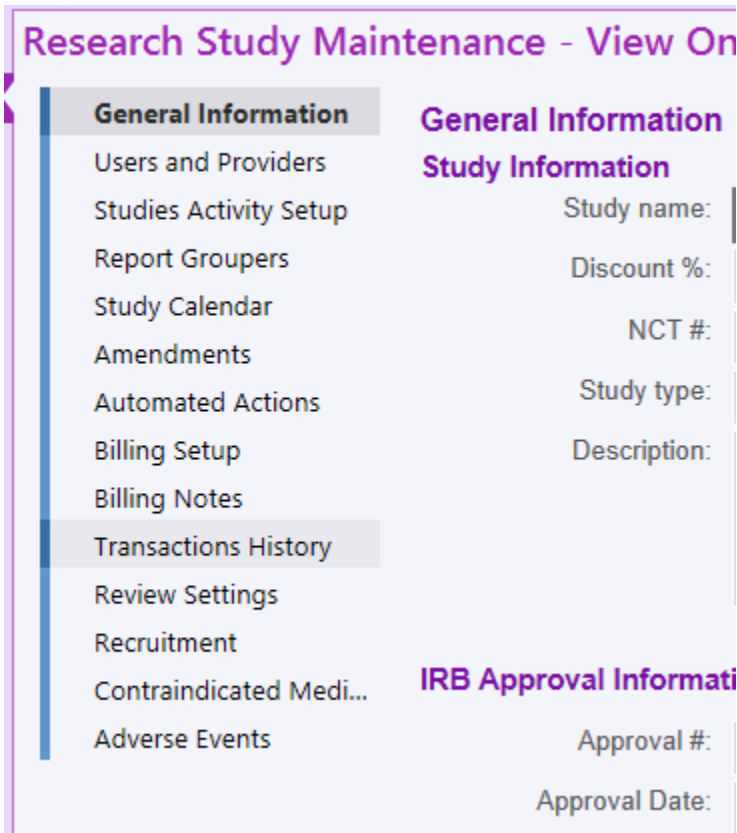 Research Study Maintenance - View On
General Information
Users and Providers
Studies Activity Setup
Report Groupers
Study Calendar
Amendments
Automated Actions
Billing Setup
Billing Notes
Transactions History
Review Settings
Recruitment
Contraindicated Medi...
Adverse Events
General Information
Study Information
Study name:
Discount %:
NCT #:
Study type:
Description:
IRB Approval Informati
Approval #:
Approval Date: